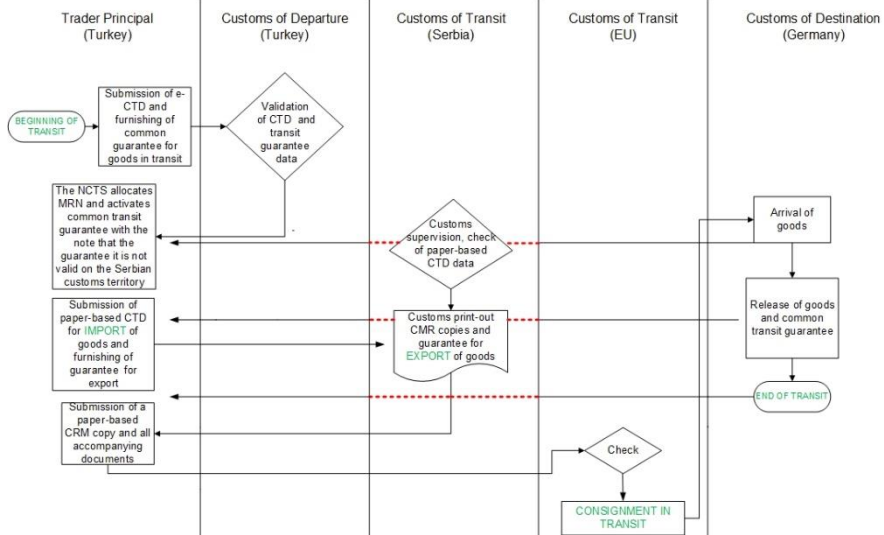 Trader Principal
(Turkey)
Customs of Departure
(Turkey)
Customs of Transit
(Serbia)
Customs of Transit
(EU)
Customs of Destination
(Germany)
BEGINNING OF
TRANSIT
Submission of e-
CTD and
furnishing of
common
guarantee for
goods in transit
Validation
of CTD and
transit
guarantee
data
The NCTS allocates
MRN and activates
common transit
guarantee with the
note that the
guarantee it is not
valid on the Serbian
customs territory
Customs
supervision, check
of paper-based
CTD data
Arrival of
goods
Submission of
paper-based CTD
for IMPORT of
goods and
furnishing of
guarantee for
export
Customs print-out
CMR copies and
guarantee for
EXPORT of goods
Release of goods
and common
transit guarantee
END OF TRANSIT
Submission of a
paper-based
CRM copy and all
accompanying
documents
Check
CONSIGNMENT IN
TRANSIT